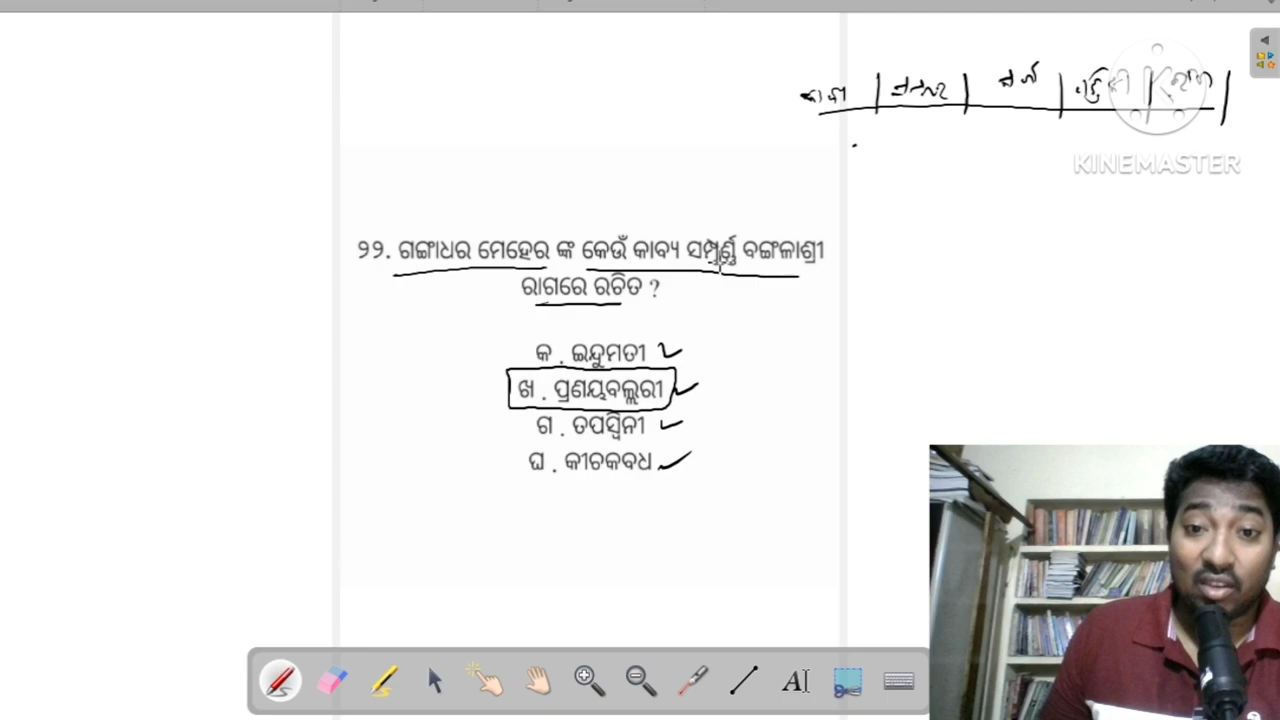 KINEMASTER
୨୨. ଗଙ୍ଗାଧର ମେହେର ଙ୍କ କେଉଁ କାବ୍ୟ ସମ୍ପୂର୍ଣ୍ଣ ବଙ୍ଗଳାଶ୍ରୀ
ରାଗରେ ରଚିତ ?
କ . ଇନ୍ଦୁମତୀ
ଖ . ପ୍ରଣୟବଲ୍ଲରୀ
ଗ . ତପସ୍ୱିନୀ
ଘ . କୀଚକବଧ